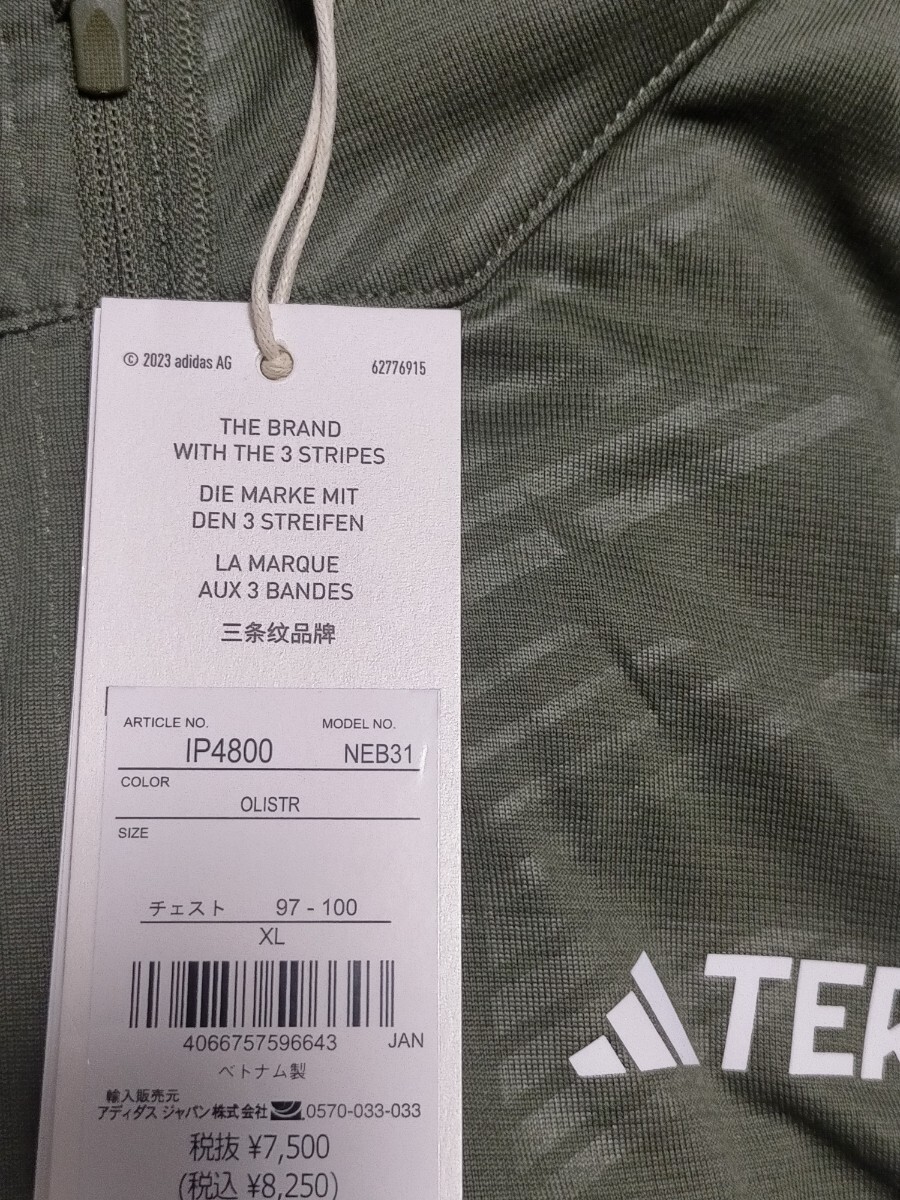 © 2023 adidas AG 62776915
THE BRAND
WITH THE 3 STRIPES
DIE MARKE MIT
DEN 3 STREIFEN
LA MARQUE
AUX 3 BANDES
三条纹品牌
ARTICLE NO. MODEL NO.
IP4800 NEB31
COLOR
OLISTR
SIZE
チェスト 97 - 100
XL
4066757596643 JAN
ベトナム製
輸入販売元
アディダス ジャパン株式会社 0570-033-033
税抜 ¥7,500
(税込 ¥8,250)
TER